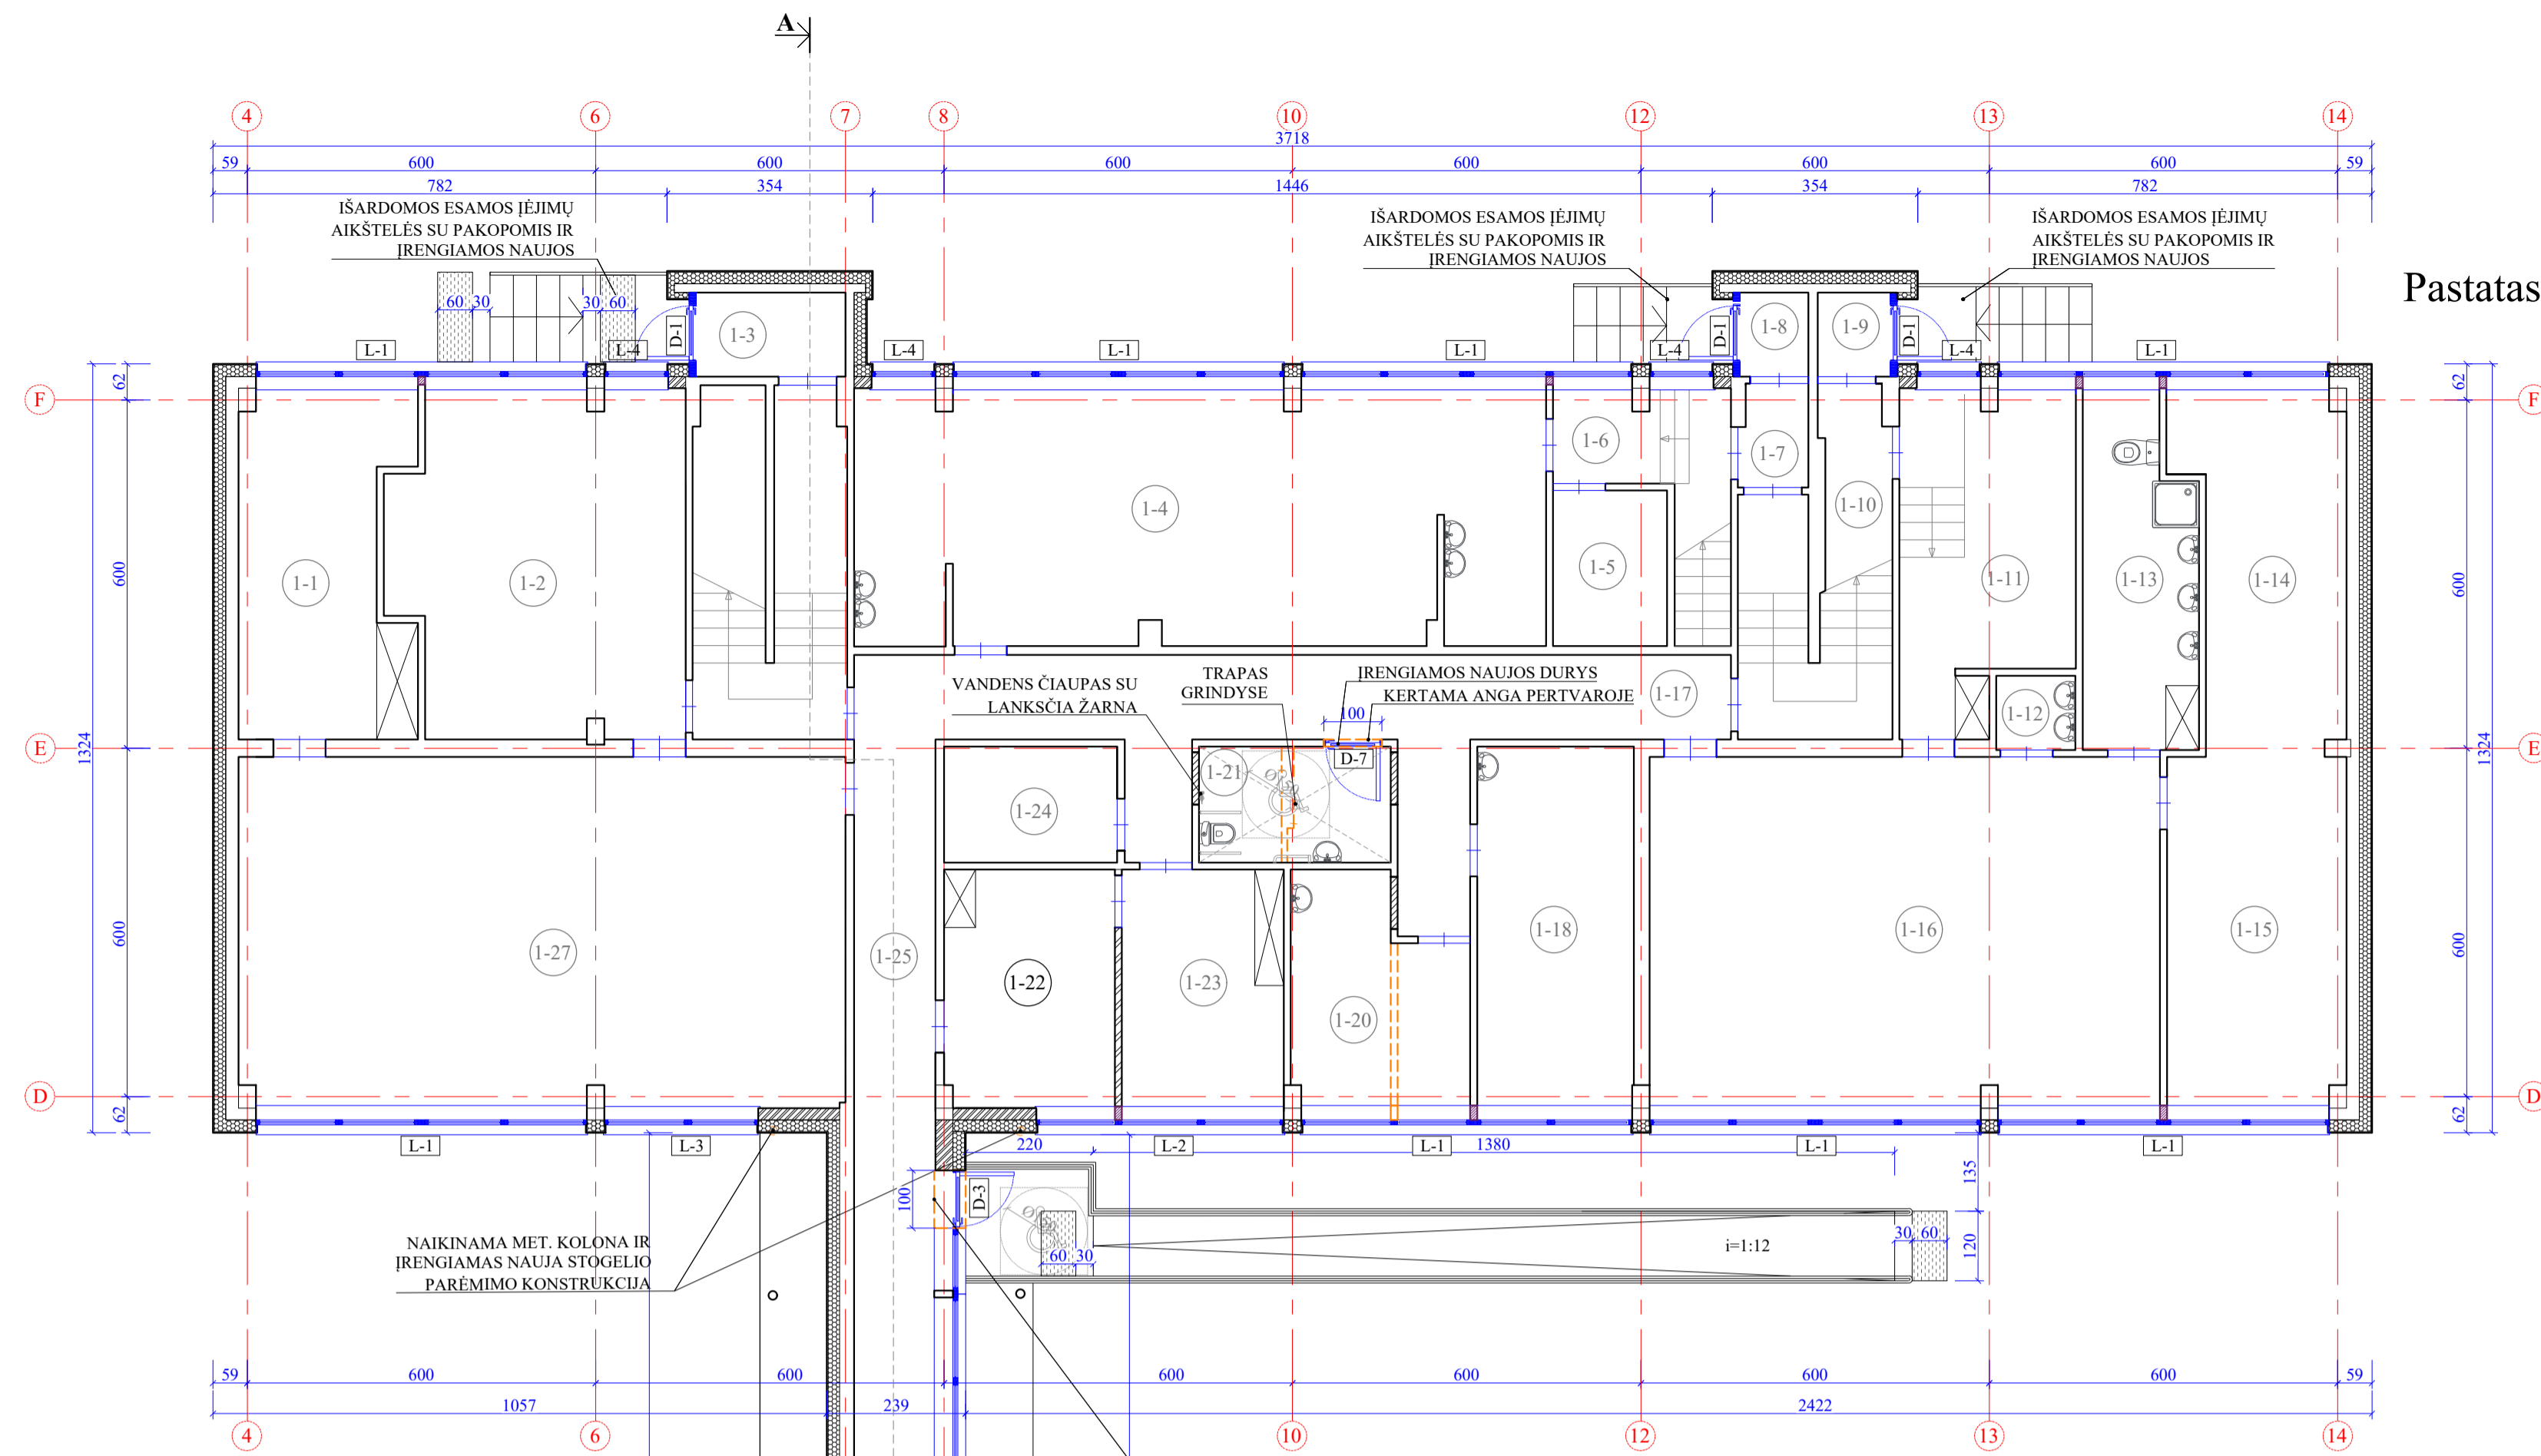 A
4 6 7 8 10 12 13 14
3718
59 600 600 600 600 600 600 59
782 354 1446 354 782
IŠARDOMOS ESAMOS ĮĖJIMŲ
AIKŠTELĖS SU PAKOPOMIS IR
ĮRENGIAMOS NAUJOS
IŠARDOMOS ESAMOS ĮĖJIMŲ
AIKŠTELĖS SU PAKOPOMIS IR
ĮRENGIAMOS NAUJOS
IŠARDOMOS ESAMOS ĮĖJIMŲ
AIKŠTELĖS SU PAKOPOMIS IR
ĮRENGIAMOS NAUJOS
Pastatas
60 30 30 60
D-1 1-3 D-1 1-8 1-9 D-1
L-1 L-4 L-4 L-1 L-1 L-4 L-4 L-1
62 62
F F
1-6 1-7
1-4 1-10
600 1-1 1-2 1-5 1-11 1-13 1-14 600
VANDENS ČIAUPAS SU
LANKSČIA ŽARNA
TRAPAS
GRINDYSE
ĮRENGIAMOS NAUJOS DURYS
KERTAMA ANGA PERTVAROJE
1-17
100 1-12
1324 E E 1324
1-21 D-7
1-24
600 1-27 1-25 1-18 1-16 1-15 600
1-22 1-23
1-20
D D
62 62
L-1 L-3 220 L-2 L-1 1380 L-1 L-1
135
100 D-3
NAIKINAMA MET. KOLONA IR
ĮRENGIAMAS NAUJA STOGELIO
PARĖMIMO KONSTRUKCIJA
60 30 i=1:12 30 60 120
59 600 600 600 600 600 600 59
1057 239 2422
4 6 10 12 13 14